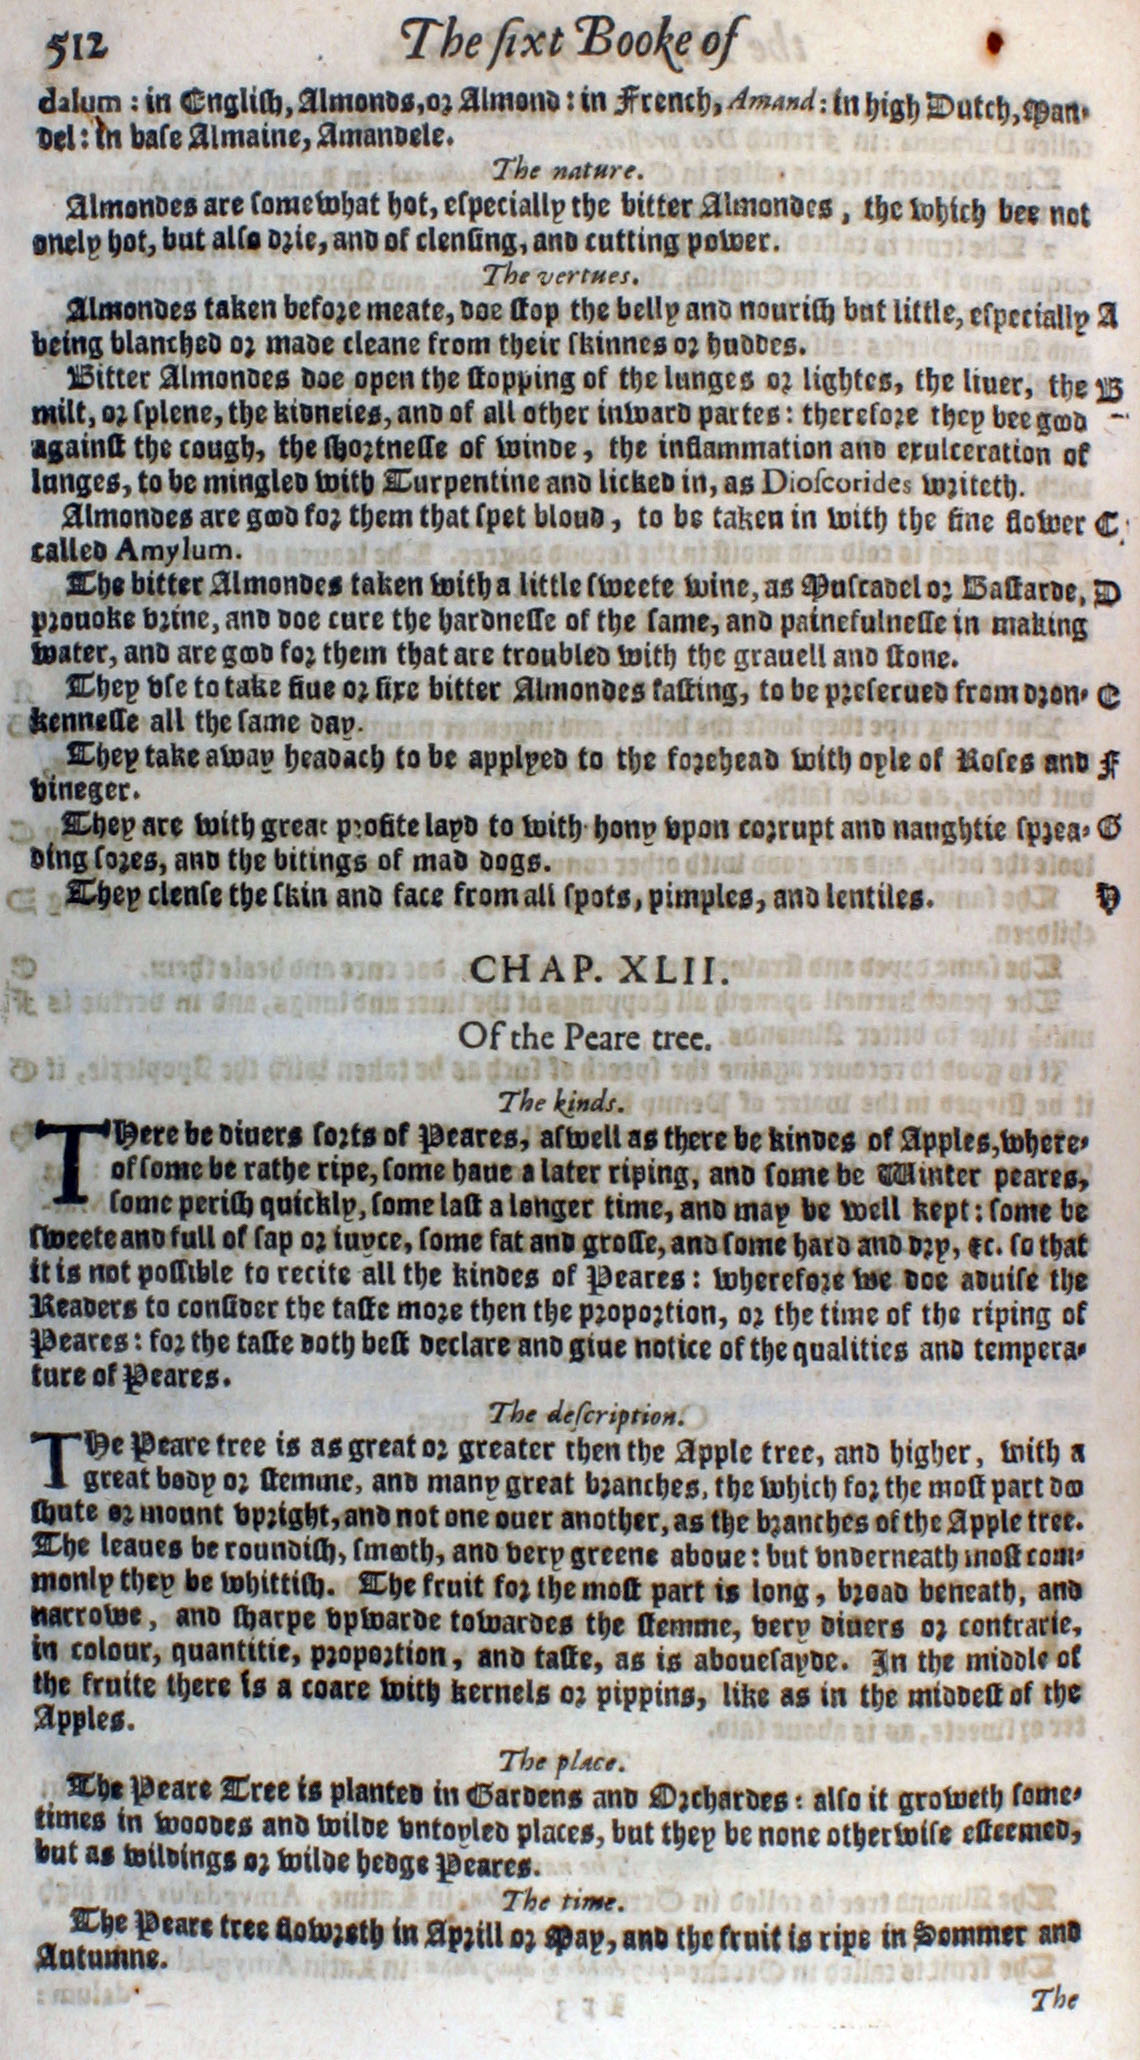 512 The ſixt Booke of
dalum : in Engliſh, Almonds, or Almond : in French, Amand : in high Dutch, Man-
del : in baſe Almaine, Amandele.
The nature.
Almondes are ſomewhat hot, eſpecially the bitter Almondes, the which bee not
onely hot, but alſo drie, and of clenſing, and cutting power.
The vertues.
Almondes taken before meate, doe ſtop the belly and nouriſh but little, eſpecially A
being blanched or made cleane from their ſkinnes or huddes.
Bitter Almondes doe open the ſtopping of the lunges or lightes, the liuer, the B
milt, or ſplene, the kidneies, and of all other inward partes : therefore they bee good
againſt the cough, the ſhortneſſe of winde, the inflammation and exulceration of
lunges, to be mingled with Turpentine and licked in, as Dioſcorides writeth.
Almondes are good for them that ſpet bloud, to be taken in with the fine flower C
called Amylum.
The bitter Almondes taken with a little ſweete wine, as Muſcadel or Baſtarde, D
prouoke vrine, and doe cure the hardneſſe of the ſame, and painefulneſſe in making
water, and are good for them that are troubled with the grauell and ſtone.
They vſe to take fiue or ſixe bitter Almondes faſting, to be preſerued from dron- E
kenneſſe all the ſame day.
They take away headach to be applyed to the forehead with oyle of Roſes and F
vineger.
They are with great profite layd to with hony vpon corrupt and naughtie ſprea- G
ding ſores, and the bitings of mad dogs.
They clenſe the ſkin and face from all ſpots, pimples, and lentiles. H
CHAP. XLII.
Of the Peare tree.
The kinds.
THere be diuers ſorts of Peares, aſwell as there be kindes of Apples, where-
of ſome be rathe ripe, ſome haue a later riping, and ſome be Winter peares,
ſome periſh quickly, ſome laſt a longer time, and may be well kept : ſome be
ſweete and full of ſap or iuyce, ſome fat and groſſe, and ſome hard and dry, &c. ſo that
it is not poſſible to recite all the kindes of Peares : wherefore we doe aduiſe the
Readers to conſider the taſte more then the proportion, or the time of the riping of
Peares : for the taſte doth beſt declare and giue notice of the qualities and tempera-
ture of Peares.
The deſcription.
THe Peare tree is as great or greater then the Apple tree, and higher, with a
great body or ſtemme, and many great branches, the which for the moſt part doo
ſhute or mount vpright, and not one ouer another, as the branches of the Apple tree.
The leaues be roundiſh, ſmooth, and very greene aboue : but vnderneath moſt com-
monly they be whittiſh. The fruit for the moſt part is long, broad beneath, and
narrowe, and ſharpe vpwarde towardes the ſtemme, very diuers or contrarie,
in colour, quantitie, proportion, and taſte, as is aboueſayde. In the middle of
the fruite there is a coare with kernels or pippins, like as in the middeſt of the
Apples.
The place.
The Peare Tree is planted in Gardens and Orchardes : alſo it groweth ſome-
times in woodes and wilde vntoyled places, but they be none otherwiſe eſteemed,
but as wildings or wilde hedge Peares.
The time.
The Peare tree flowreth in Aprill or May, and the fruit is ripe in Sommer and
Autumne.
The